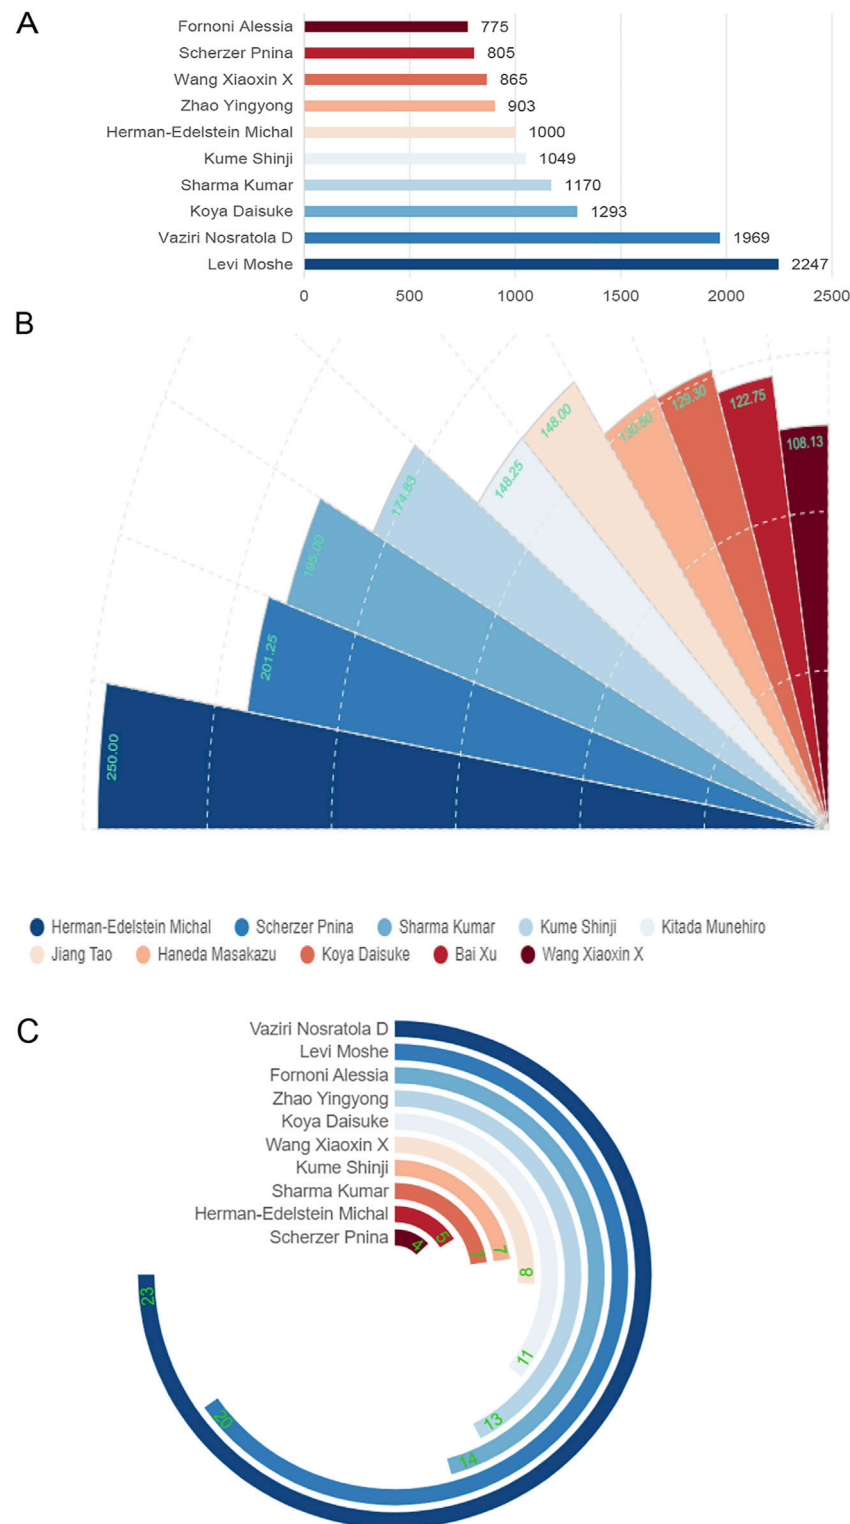 A
Fornoni Alessia 775
Scherzer Pnina 805
Wang Xiaoxin X 865
Zhao Yingyong 903
Herman-Edelstein Michal 1000
Kume Shinji 1049
Sharma Kumar 1170
Koya Daisuke 1293
Vaziri Nosratola D 1969
Levi Moshe 2247
0 500 1000 1500 2000 2500
B
250.00
201.25
195.00
174.83
148.25
148.00
130.50
129.30
122.75
108.13
Herman-Edelstein Michal Scherzer Pnina Sharma Kumar Kume Shinji Kitada Munehiro
Jiang Tao Haneda Masakazu Koya Daisuke Bai Xu Wang Xiaoxin X
C
Vaziri Nosratola D
Levi Moshe
Fornoni Alessia
Zhao Yingyong
Koya Daisuke
Wang Xiaoxin X
Kume Shinji
Sharma Kumar
Herman-Edelstein Michal
Scherzer Pnina
23
20
14
13
11
8
7
7
5
4